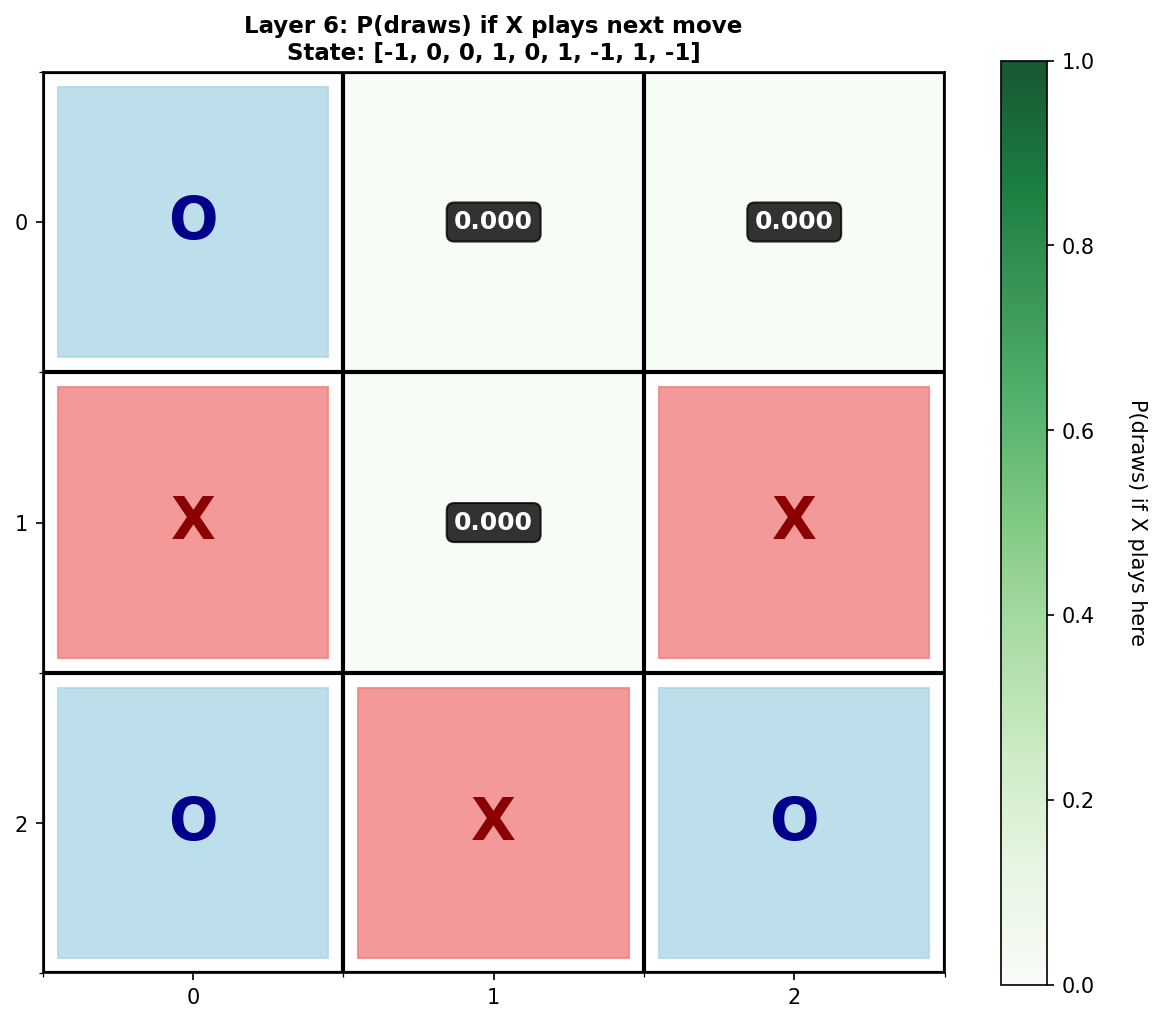 Layer 6: P(draws) if X plays next move
State: [-1, 0, 0, 1, 0, 1, -1, 1, -1]
0
O
0.000
0.000
1
X
0.000
X
2
O
X
O
0
1
2
1.0
0.8
0.6
0.4
0.2
0.0
P(draws) if X plays here